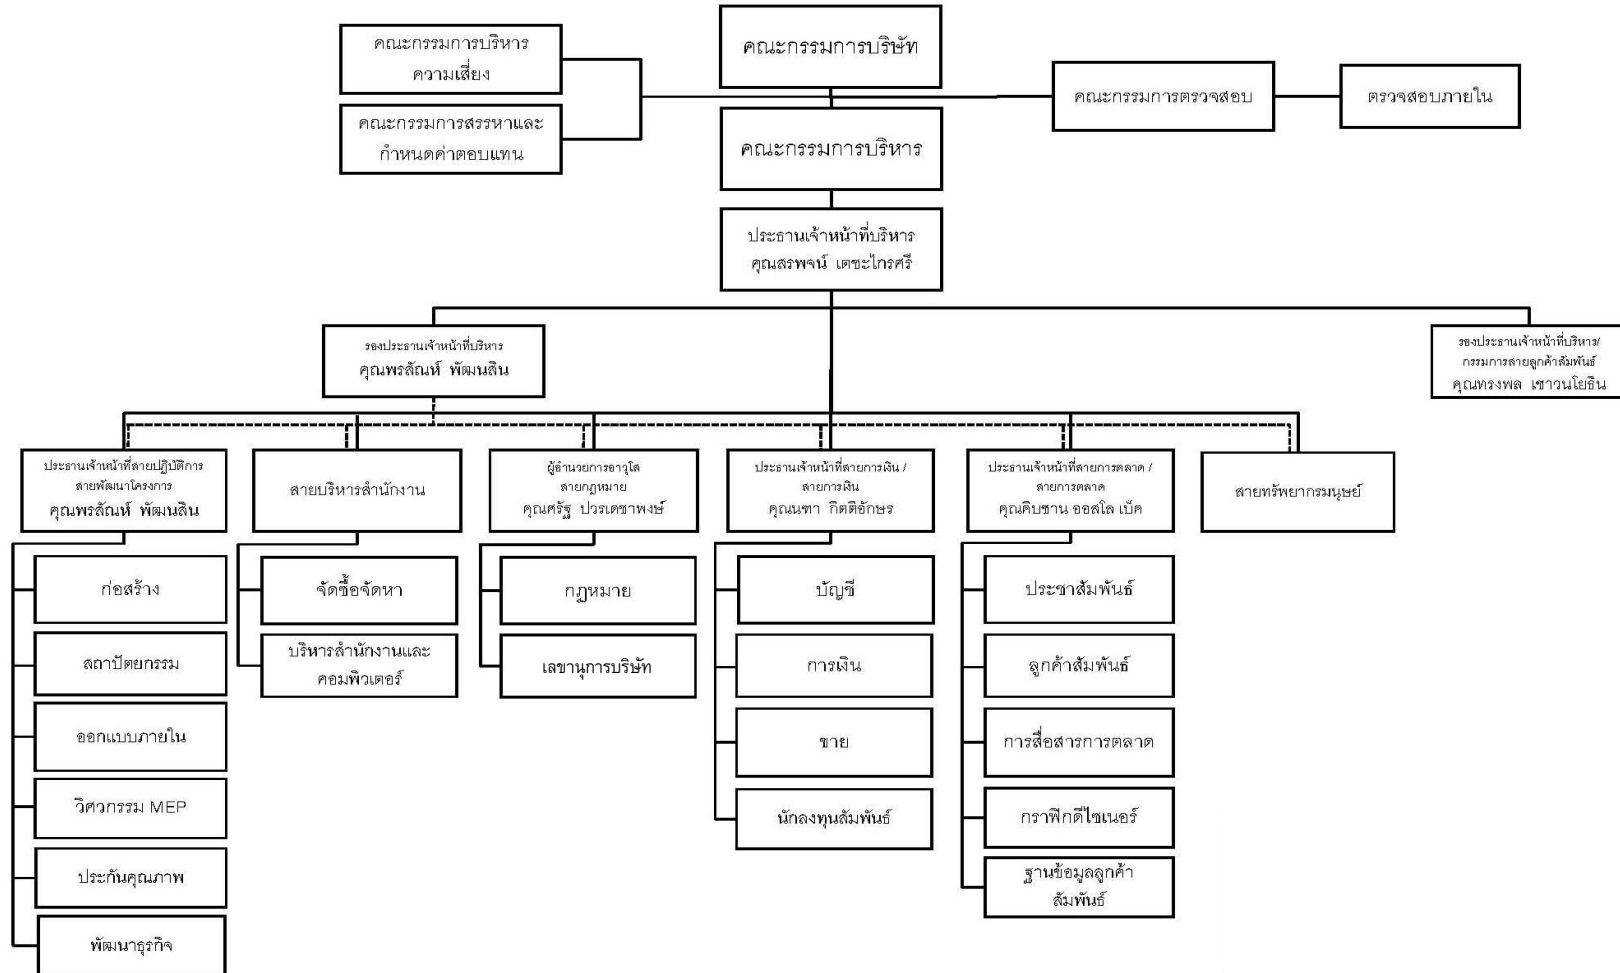 คณะกรรมการบริษัท
คณะกรรมการบริหาร
ความเสี่ยง
คณะกรรมการตรวจสอบ
ตรวจสอบภายใน
คณะกรรมการสรรหาและ
กำหนดค่าตอบแทน
คณะกรรมการบริหาร
ประธานเจ้าหน้าที่บริหาร
คุณสรพจน์ เตชะไกรศรี
รองประธานเจ้าหน้าที่บริหาร
คุณพรสัณห์ พัฒนสิน
รองประธานเจ้าหน้าที่บริหาร/
กรรมการสายลูกค้าสัมพันธ์
คุณทรงพล เชาวนโยธิน
ประธานเจ้าหน้าที่สายปฏิบัติการ
สายพัฒนาโครงการ
คุณพรสัณห์ พัฒนสิน
สายบริหารสำนักงาน
ผู้อำนวยการอาวุโส
สายกฎหมาย
คุณศรัฐ ปวรเดชาพงษ์
ประธานเจ้าหน้าที่สายการเงิน /
สายการเงิน
คุณนฑา กิตติอักษร
ประธานเจ้าหน้าที่สายการตลาด /
สายการตลาด
คุณคิบซาน ออสโล เบ็ค
สายทรัพยากรมนุษย์
ก่อสร้าง
สถาปัตยกรรม
ออกแบบภายใน
วิศวกรรม MEP
ประกันคุณภาพ
พัฒนาธุรกิจ
จัดซื้อจัดหา
บริหารสำนักงานและ
คอมพิวเตอร์
กฎหมาย
เลขานุการบริษัท
บัญชี
การเงิน
ขาย
นักลงทุนสัมพันธ์
ประชาสัมพันธ์
ลูกค้าสัมพันธ์
การสื่อสารการตลาด
กราฟิกดีไซเนอร์
ฐานข้อมูลลูกค้า
สัมพันธ์